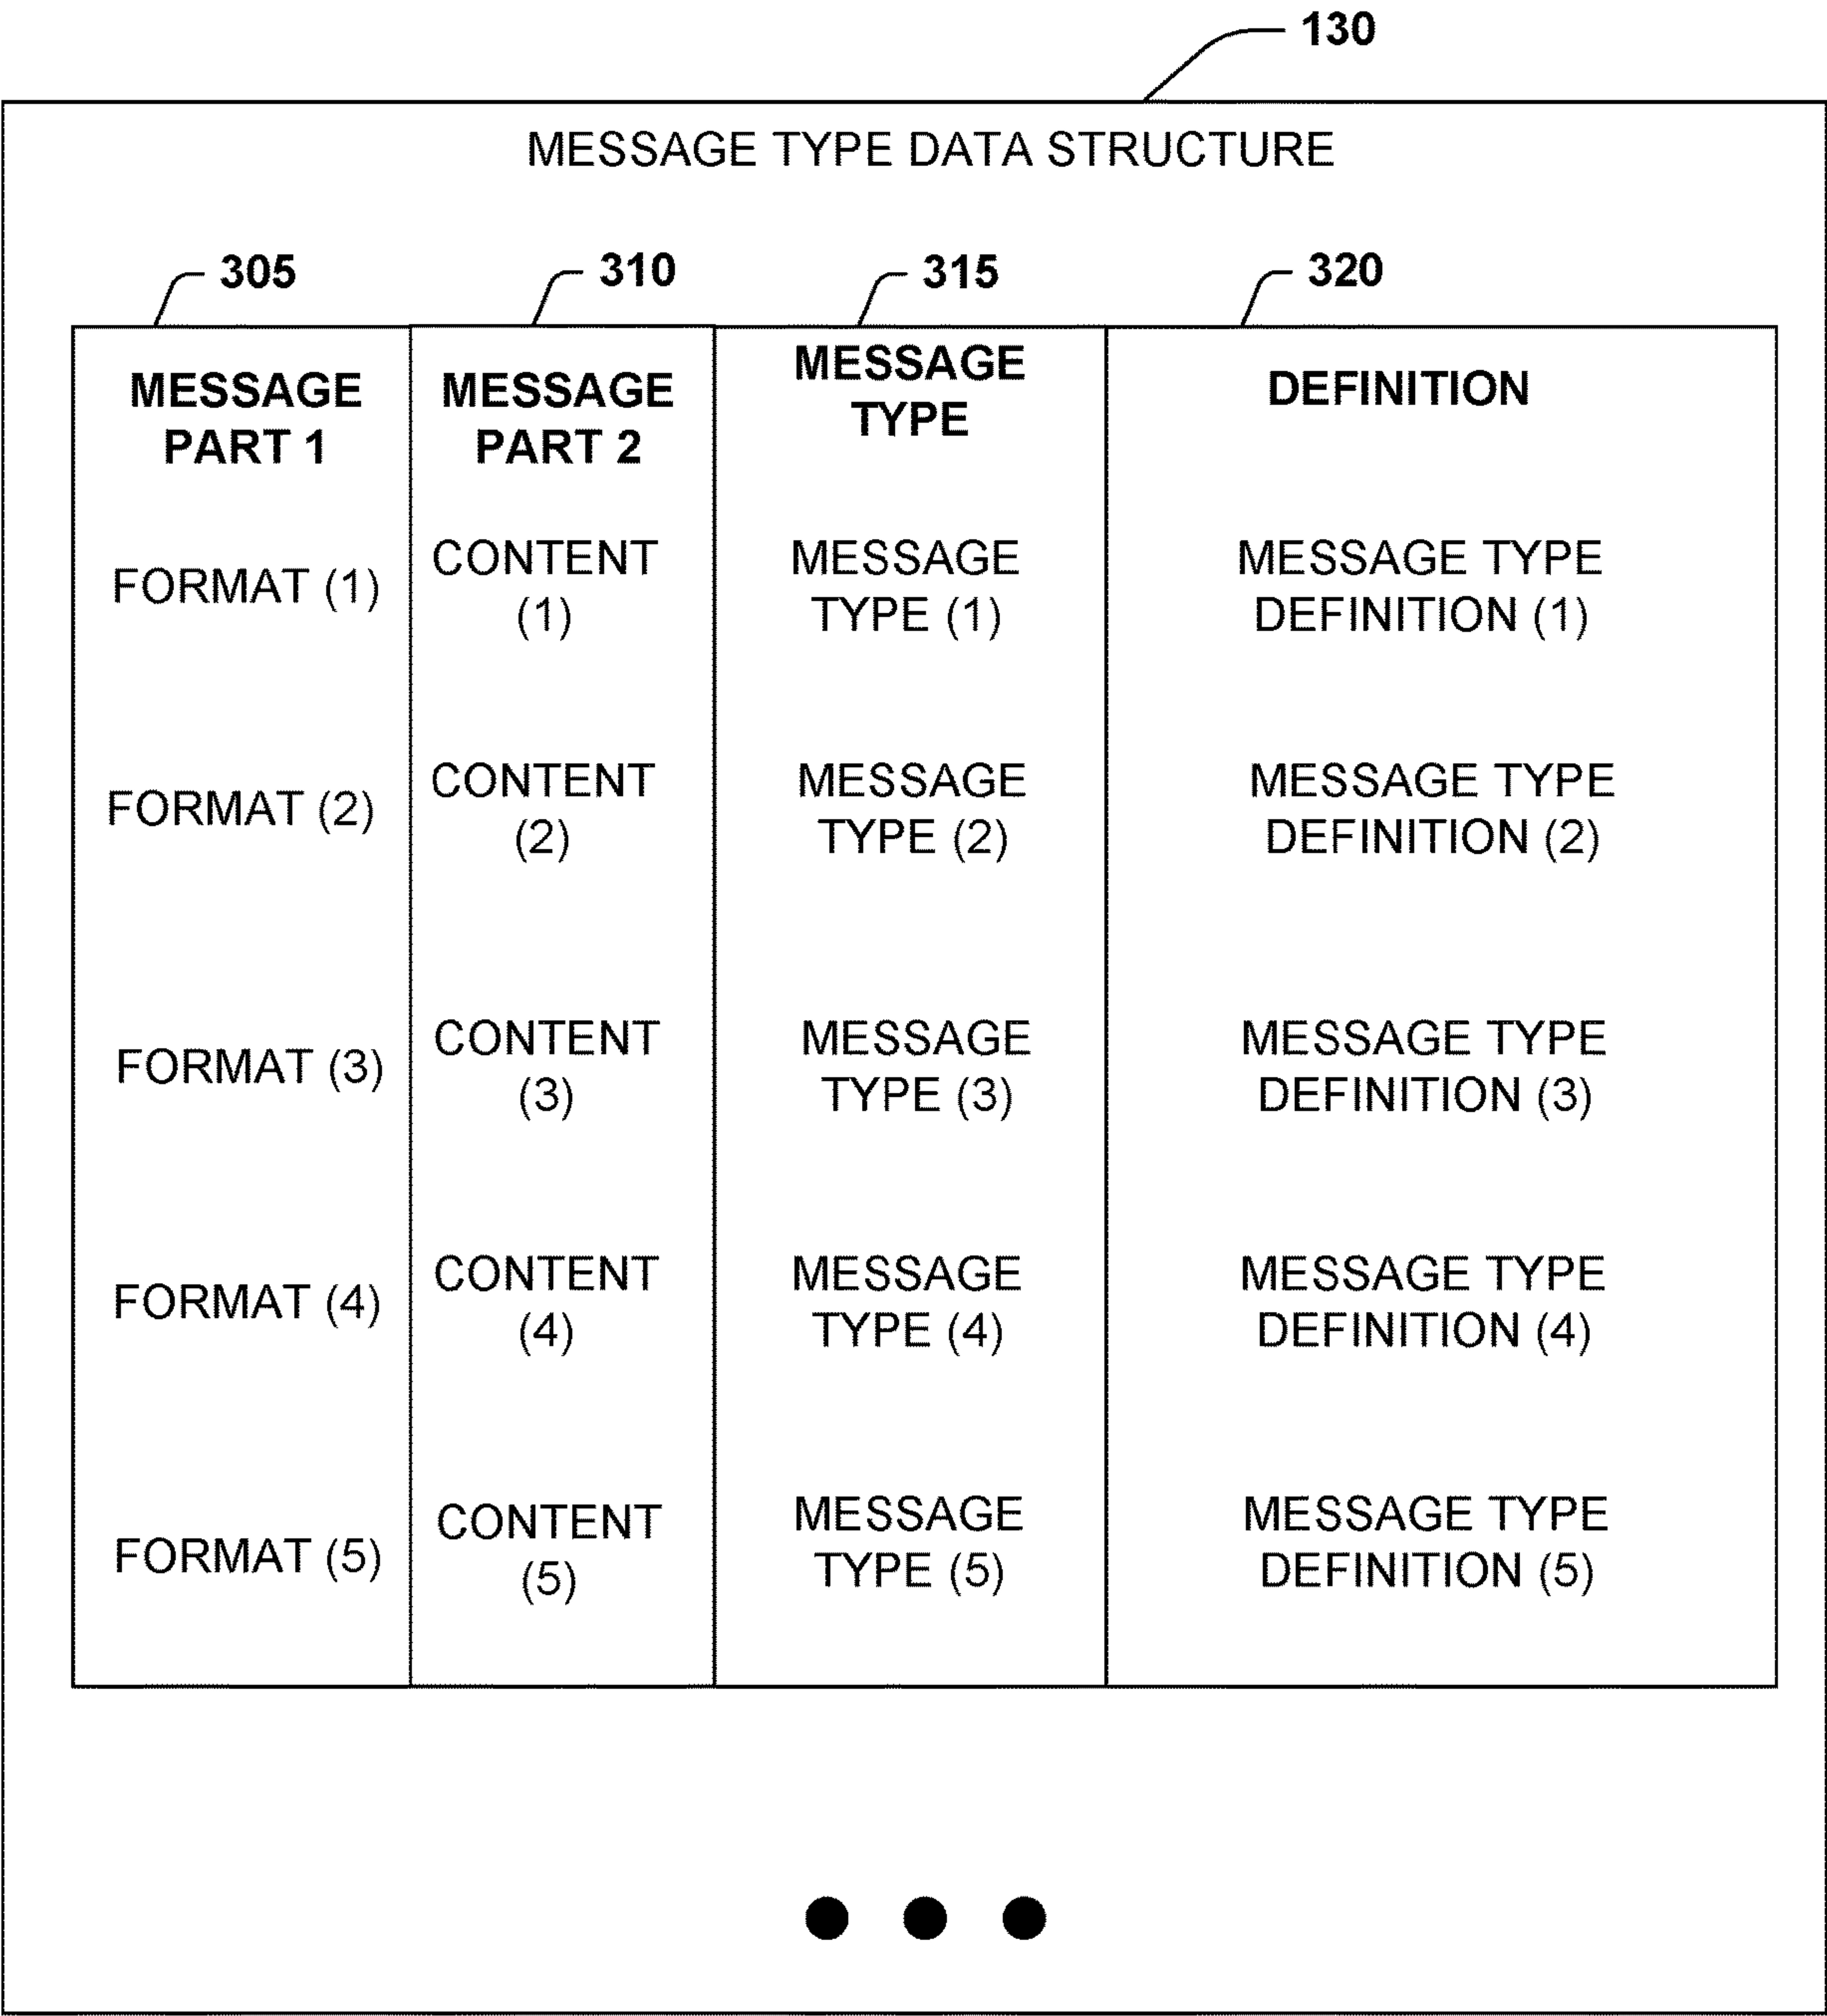 130
MESSAGE TYPE DATA STRUCTURE
305 310 315 320
MESSAGE PART 1 MESSAGE PART 2 MESSAGE TYPE DEFINITION
FORMAT (1) CONTENT (1) MESSAGE TYPE (1) MESSAGE TYPE DEFINITION (1)
FORMAT (2) CONTENT (2) MESSAGE TYPE (2) MESSAGE TYPE DEFINITION (2)
FORMAT (3) CONTENT (3) MESSAGE TYPE (3) MESSAGE TYPE DEFINITION (3)
FORMAT (4) CONTENT (4) MESSAGE TYPE (4) MESSAGE TYPE DEFINITION (4)
FORMAT (5) CONTENT (5) MESSAGE TYPE (5) MESSAGE TYPE DEFINITION (5)